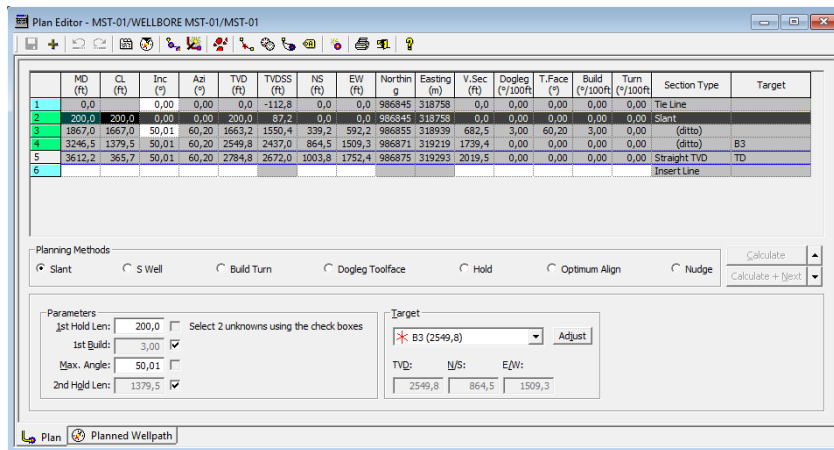 Plan Editor - MST-01/WELLBORE MST-01/MST-01
MD (ft) CL (ft) Inc (°) Azi (°) TVD (ft) TVDSS (ft) NS (ft) EW (ft) Northin g Easting (m) V.Sec (ft) Dogleg (°/100ft T.Face (°) Build (°/100ft Turn (°/100ft Section Type Target
1 0,0 0,00 0,00 0,0 -112,8 0,0 0,0 986845 318758 0,0 0,00 0,00 0,00 0,00 Tie Line
2 200,0 200,0 0,00 0,00 200,0 87,2 0,0 0,0 986845 318758 0,0 0,00 0,00 0,00 0,00 Slant
3 1867,0 1667,0 50,01 60,20 1663,2 1550,4 339,2 592,2 986855 318939 682,5 3,00 60,20 3,00 0,00 (ditto)
4 3246,5 1379,5 50,01 60,20 2549,8 2437,0 864,5 1509,3 986871 319219 1739,4 0,00 0,00 0,00 0,00 (ditto) B3
5 3612,2 365,7 50,01 60,20 2784,8 2672,0 1003,8 1752,4 986875 319293 2019,5 0,00 0,00 0,00 0,00 Straight TVD TD
6 Insert Line
Planning Methods
Slant S Well Build Turn Dogleg Toolface Hold Optimum Align Nudge
Calculate
Calculate + Next
Parameters
1st Hold Len: 200,0 Select 2 unknowns using the check boxes
1st Build: 3,00
Max. Angle: 50,01
2nd Hold Len: 1379,5
Target
B3 (2549,8) Adjust
TVD: N/S: E/W:
2549,8 864,5 1509,3
Plan Planned Wellpath